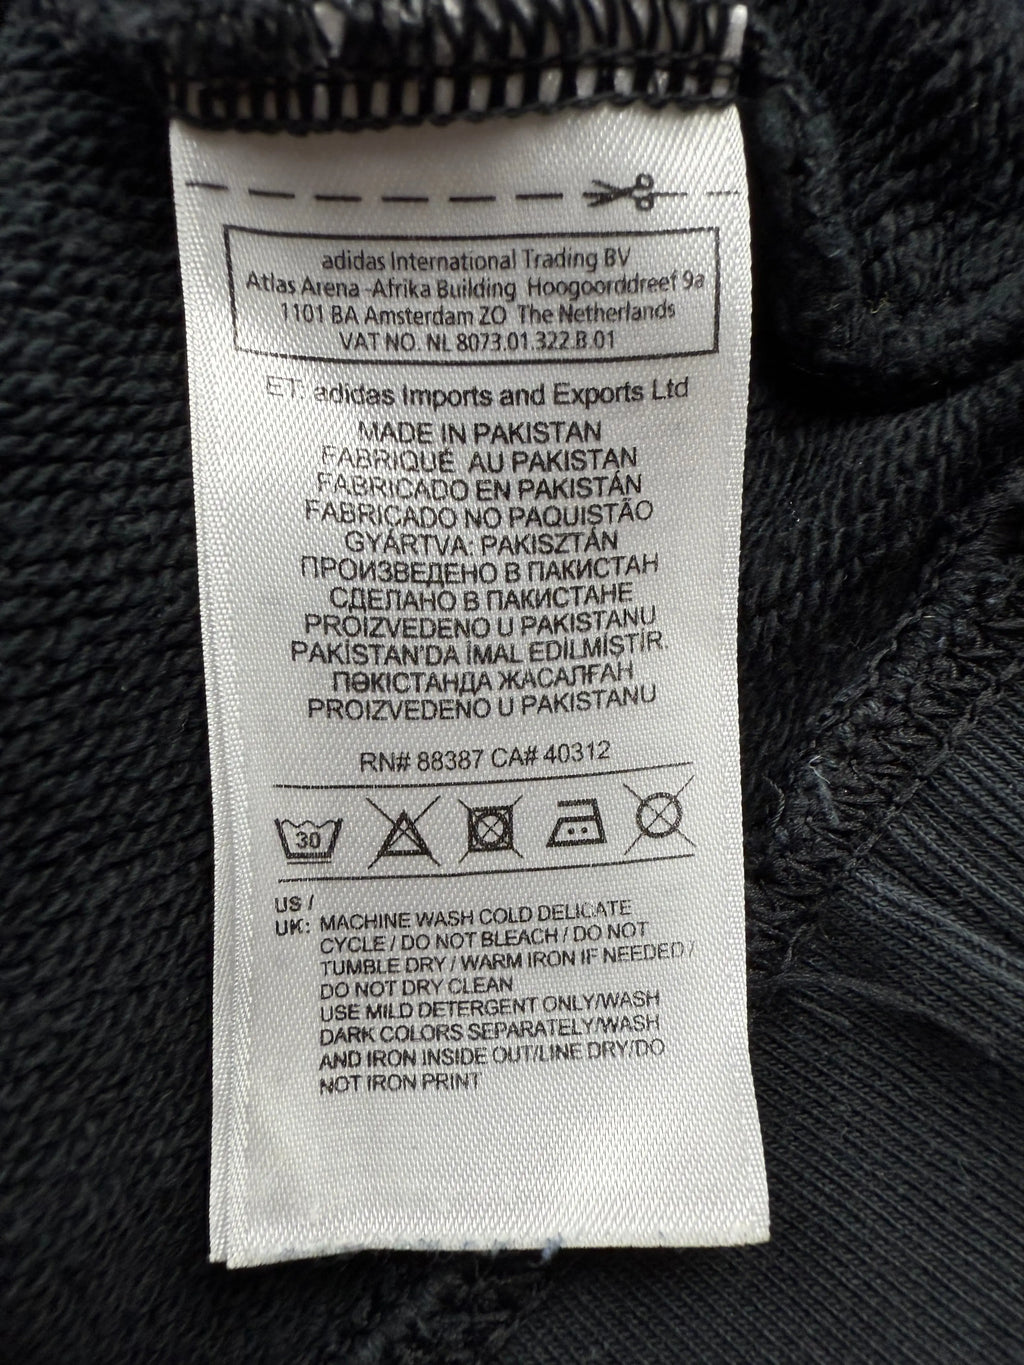 adidas International Trading BV
Atlas Arena -Afrika Building Hoogoorddreef 9a
1101 BA Amsterdam ZO The Netherlands
VAT NO. NL 8073.01.322.B.01
ET: adidas Imports and Exports Ltd
MADE IN PAKISTAN
FABRIQUÉ AU PAKISTAN
FABRICADO EN PAKISTÁN
FABRICADO NO PAQUISTÃO
GYÁRTVA: PAKISZTÁN
ПРОИЗВЕДЕНО В ПАКИСТАН
СДЕЛАНО В ПАКИСТАНЕ
PROIZVEDENO U PAKISTANU
PAKİSTAN'DA İMAL EDİLMİŞTİR.
ПӘКІСТАНДА ЖАСАЛҒАН
PROIZVEDENO U PAKISTANU
RN# 88387 CA# 40312
30
US /
UK: MACHINE WASH COLD DELICATE
CYCLE / DO NOT BLEACH / DO NOT
TUMBLE DRY / WARM IRON IF NEEDED /
DO NOT DRY CLEAN
USE MILD DETERGENT ONLY/WASH
DARK COLORS SEPARATELY/WASH
AND IRON INSIDE OUT/LINE DRY/DO
NOT IRON PRINT